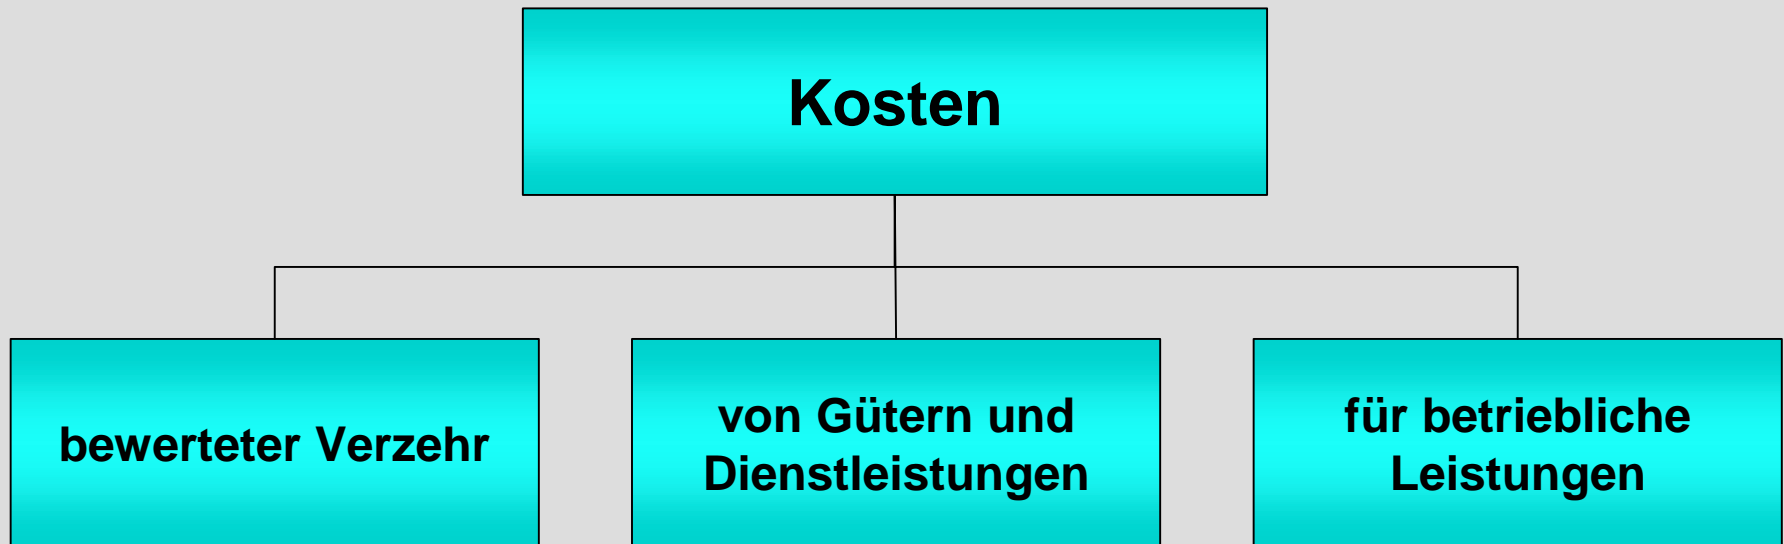 Kosten
bewerteter Verzehr
von Gütern und
Dienstleistungen
für betriebliche
Leistungen